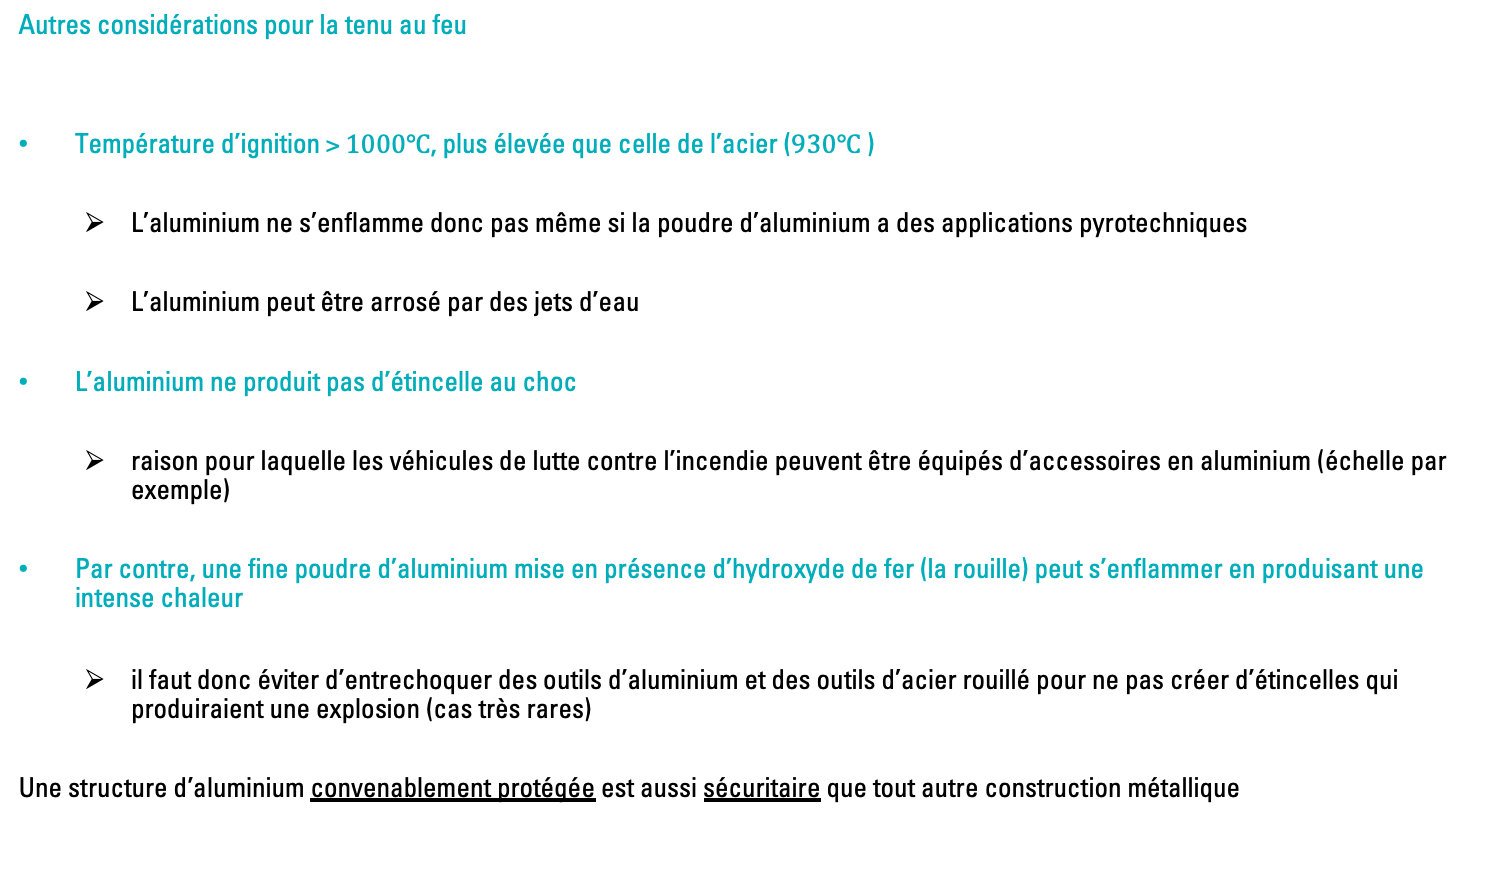 Autres considérations pour la tenu au feu
• Température d’ignition > 1000°C, plus élevée que celle de l’acier (930°C )
➢ L’aluminium ne s’enflamme donc pas même si la poudre d’aluminium a des applications pyrotechniques
➢ L’aluminium peut être arrosé par des jets d’eau
• L’aluminium ne produit pas d’étincelle au choc
➢ raison pour laquelle les véhicules de lutte contre l’incendie peuvent être équipés d’accessoires en aluminium (échelle par
exemple)
• Par contre, une fine poudre d’aluminium mise en présence d’hydroxyde de fer (la rouille) peut s’enflammer en produisant une
intense chaleur
➢ il faut donc éviter d’entrechoquer des outils d’aluminium et des outils d’acier rouillé pour ne pas créer d’étincelles qui
produiraient une explosion (cas très rares)
Une structure d’aluminium convenablement protégée est aussi sécuritaire que tout autre construction métallique